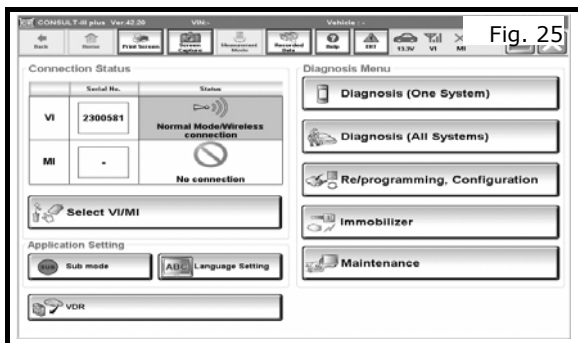 CONSULT-III plus Ver.42.20 VIN:- Vehicle : -
Fig. 25
Back Home Print Screen Screen Capture Measurement Mode Recorded Data Help ERT 13.3V VI MI
Connection Status
Serial No. Status
VI 2300581 Normal Mode/Wireless connection
MI - No connection
Select VI/MI
Application Setting
SUB Sub mode ABC Language Setting
VDR
Diagnosis Menu
Diagnosis (One System)
Diagnosis (All Systems)
Re/programming, Configuration
Immobilizer
Maintenance